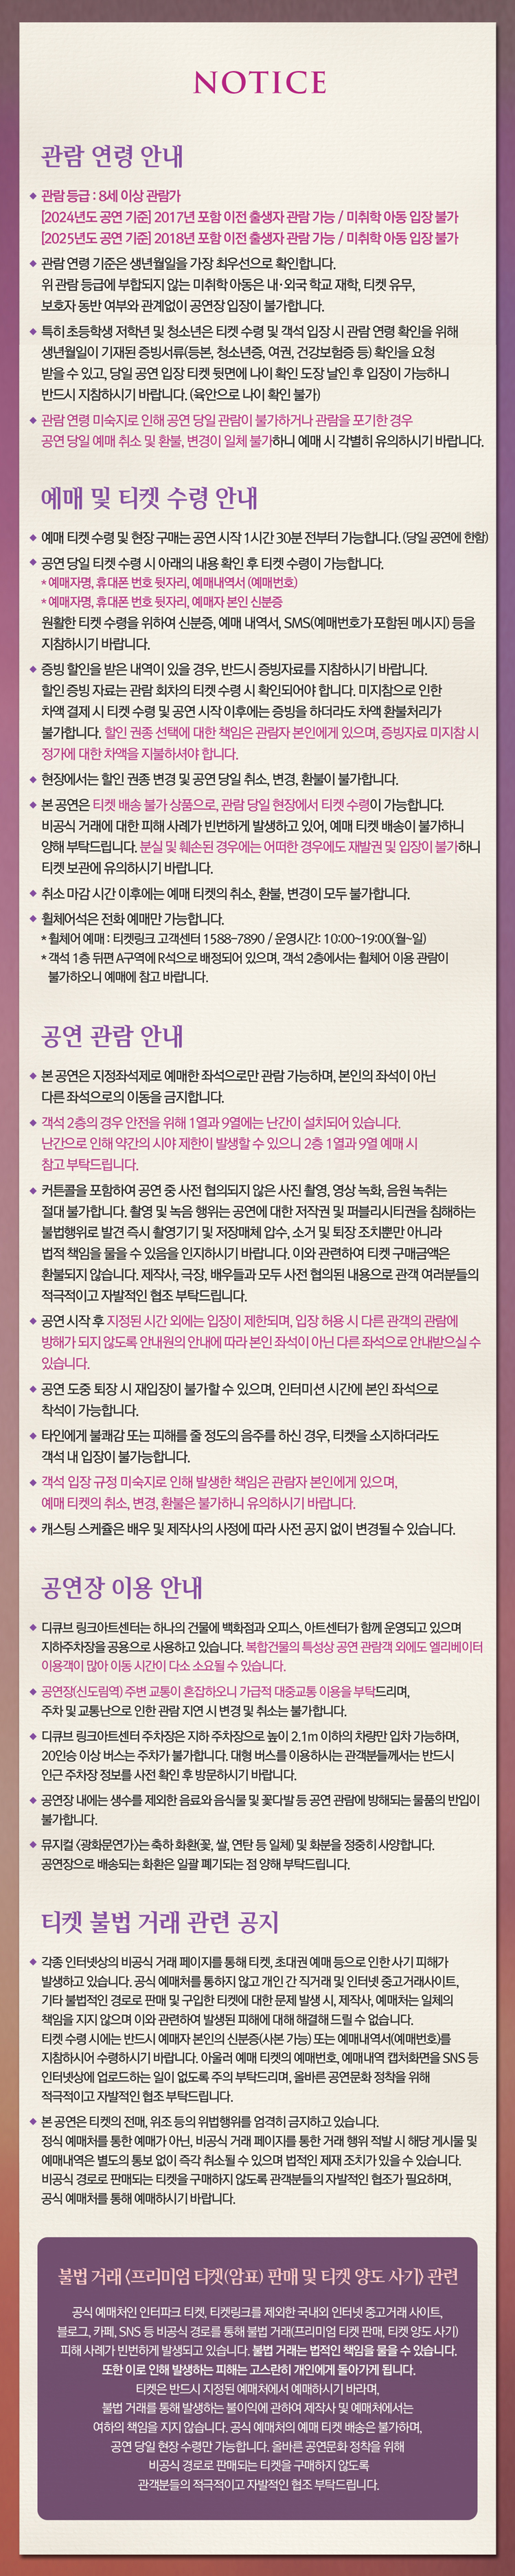 NOTICE
관람 연령 안내
◆ 관람 등급 : 8세 이상 관람가
[2024년도 공연 기준] 2017년 포함 이전 출생자 관람 가능 / 미취학 아동 입장 불가
[2025년도 공연 기준] 2018년 포함 이전 출생자 관람 가능 / 미취학 아동 입장 불가
◆ 관람 연령 기준은 생년월일을 가장 최우선으로 확인합니다.
위 관람 등급에 부합되지 않는 미취학 아동은 내·외국 학교 재학, 티켓 유무,
보호자 동반 여부와 관계없이 공연장 입장이 불가합니다.
◆ 특히 초등학생 저학년 및 청소년은 티켓 수령 및 객석 입장 시 관람 연령 확인을 위해
생년월일이 기재된 증빙서류(등본, 청소년증, 여권, 건강보험증 등) 확인을 요청
받을 수 있고, 당일 공연 입장 티켓 뒷면에 나이 확인 도장 날인 후 입장이 가능하니
반드시 지참하시기 바랍니다. (육안으로 나이 확인 불가)
◆ 관람 연령 미숙지로 인해 공연 당일 관람이 불가하거나 관람을 포기한 경우
공연 당일 예매 취소 및 환불, 변경이 일체 불가하니 예매 시 각별히 유의하시기 바랍니다.
예매 및 티켓 수령 안내
◆ 예매 티켓 수령 및 현장 구매는 공연 시작 1시간 30분 전부터 가능합니다. (당일 공연에 한함)
◆ 공연 당일 티켓 수령 시 아래의 내용 확인 후 티켓 수령이 가능합니다.
* 예매자명, 휴대폰 번호 뒷자리, 예매내역서 (예매번호)
* 예매자명, 휴대폰 번호 뒷자리, 예매자 본인 신분증
원활한 티켓 수령을 위하여 신분증, 예매 내역서, SMS(예매번호가 포함된 메시지) 등을
지참하시기 바랍니다.
◆ 증빙 할인을 받은 내역이 있을 경우, 반드시 증빙자료를 지참하시기 바랍니다.
할인 증빙 자료는 관람 회차의 티켓 수령 시 확인되어야 합니다. 미지참으로 인한
차액 결제 시 티켓 수령 및 공연 시작 이후에는 증빙을 하더라도 차액 환불처리가
불가합니다. 할인 권종 선택에 대한 책임은 관람자 본인에게 있으며, 증빙자료 미지참 시
정가에 대한 차액을 지불하셔야 합니다.
◆ 현장에서는 할인 권종 변경 및 공연 당일 취소, 변경, 환불이 불가합니다.
◆ 본 공연은 티켓 배송 불가 상품으로, 관람 당일 현장에서 티켓 수령이 가능합니다.
비공식 거래에 대한 피해 사례가 빈번하게 발생하고 있어, 예매 티켓 배송이 불가하니
양해 부탁드립니다. 분실 및 훼손된 경우에는 어떠한 경우에도 재발권 및 입장이 불가하니
티켓 보관에 유의하시기 바랍니다.
◆ 취소 마감 시간 이후에는 예매 티켓의 취소, 환불, 변경이 모두 불가합니다.
◆ 휠체어석은 전화 예매만 가능합니다.
* 휠체어 예매 : 티켓링크 고객센터 1588-7890 / 운영시간: 10:00~19:00(월~일)
* 객석 1층 뒤편 A구역에 R석으로 배정되어 있으며, 객석 2층에서는 휠체어 이용 관람이
불가하오니 예매에 참고 바랍니다.
공연 관람 안내
◆ 본 공연은 지정좌석제로 예매한 좌석으로만 관람 가능하며, 본인의 좌석이 아닌
다른 좌석으로의 이동을 금지합니다.
◆ 객석 2층의 경우 안전을 위해 1열과 9열에는 난간이 설치되어 있습니다.
난간으로 인해 약간의 시야 제한이 발생할 수 있으니 2층 1열과 9열 예매 시
참고 부탁드립니다.
◆ 커튼콜을 포함하여 공연 중 사전 협의되지 않은 사진 촬영, 영상 녹화, 음원 녹취는
절대 불가합니다. 촬영 및 녹음 행위는 공연에 대한 저작권 및 퍼블리시티권을 침해하는
불법행위로 발견 즉시 촬영기기 및 저장매체 압수, 소거 및 퇴장 조치뿐만 아니라
법적 책임을 물을 수 있음을 인지하시기 바랍니다. 이와 관련하여 티켓 구매금액은
환불되지 않습니다. 제작사, 극장, 배우들과 모두 사전 협의된 내용으로 관객 여러분들의
적극적이고 자발적인 협조 부탁드립니다.
◆ 공연 시작 후 지정된 시간 외에는 입장이 제한되며, 입장 허용 시 다른 관객의 관람에
방해가 되지 않도록 안내원의 안내에 따라 본인 좌석이 아닌 다른 좌석으로 안내받으실 수
있습니다.
◆ 공연 도중 퇴장 시 재입장이 불가할 수 있으며, 인터미션 시간에 본인 좌석으로
착석이 가능합니다.
◆ 타인에게 불쾌감 또는 피해를 줄 정도의 음주를 하신 경우, 티켓을 소지하더라도
객석 내 입장이 불가능합니다.
◆ 객석 입장 규정 미숙지로 인해 발생한 책임은 관람자 본인에게 있으며,
예매 티켓의 취소, 변경, 환불은 불가하니 유의하시기 바랍니다.
◆ 캐스팅 스케쥴은 배우 및 제작사의 사정에 따라 사전 공지 없이 변경될 수 있습니다.
공연장 이용 안내
◆ 디큐브 링크아트센터는 하나의 건물에 백화점과 오피스, 아트센터가 함께 운영되고 있으며
지하주차장을 공용으로 사용하고 있습니다. 복합건물의 특성상 공연 관람객 외에도 엘리베이터
이용객이 많아 이동 시간이 다소 소요될 수 있습니다.
◆ 공연장(신도림역) 주변 교통이 혼잡하오니 가급적 대중교통 이용을 부탁드리며,
주차 및 교통난으로 인한 관람 지연 시 변경 및 취소는 불가합니다.
◆ 디큐브 링크아트센터 주차장은 지하 주차장으로 높이 2.1m 이하의 차량만 입차 가능하며,
20인승 이상 버스는 주차가 불가합니다. 대형 버스를 이용하시는 관객분들께서는 반드시
인근 주차장 정보를 사전 확인 후 방문하시기 바랍니다.
◆ 공연장 내에는 생수를 제외한 음료와 음식물 및 꽃다발 등 공연 관람에 방해되는 물품의 반입이
불가합니다.
◆ 뮤지컬 〈광화문연가〉는 축하 화환(꽃, 쌀, 연탄 등 일체) 및 화분을 정중히 사양합니다.
공연장으로 배송되는 화환은 일괄 폐기되는 점 양해 부탁드립니다.
티켓 불법 거래 관련 공지
◆ 각종 인터넷상의 비공식 거래 페이지를 통해 티켓, 초대권 예매 등으로 인한 사기 피해가
발생하고 있습니다. 공식 예매처를 통하지 않고 개인 간 직거래 및 인터넷 중고거래사이트,
기타 불법적인 경로로 판매 및 구입한 티켓에 대한 문제 발생 시, 제작사, 예매처는 일체의
책임을 지지 않으며 이와 관련하여 발생된 피해에 대해 해결해 드릴 수 없습니다.
티켓 수령 시에는 반드시 예매자 본인의 신분증(사본 가능) 또는 예매내역서(예매번호)를
지참하시어 수령하시기 바랍니다. 아울러 예매 티켓의 예매번호, 예매내역 캡처화면을 SNS 등
인터넷상에 업로드하는 일이 없도록 주의 부탁드리며, 올바른 공연문화 정착을 위해
적극적이고 자발적인 협조 부탁드립니다.
◆ 본 공연은 티켓의 전매, 위조 등의 위법행위를 엄격히 금지하고 있습니다.
정식 예매처를 통한 예매가 아닌, 비공식 거래 페이지를 통한 거래 행위 적발 시 해당 게시물 및
예매내역은 별도의 통보 없이 즉각 취소될 수 있으며 법적인 제재 조치가 있을 수 있습니다.
비공식 경로로 판매되는 티켓을 구매하지 않도록 관객분들의 자발적인 협조가 필요하며,
공식 예매처를 통해 예매하시기 바랍니다.
불법 거래 〈프리미엄 티켓(암표) 판매 및 티켓 양도 사기〉 관련
공식 예매처인 인터파크 티켓, 티켓링크를 제외한 국내외 인터넷 중고거래 사이트,
블로그, 카페, SNS 등 비공식 경로를 통해 불법 거래(프리미엄 티켓 판매, 티켓 양도 사기)
피해 사례가 빈번하게 발생되고 있습니다. 불법 거래는 법적인 책임을 물을 수 있습니다.
또한 이로 인해 발생하는 피해는 고스란히 개인에게 돌아가게 됩니다.
티켓은 반드시 지정된 예매처에서 예매하시기 바라며,
불법 거래를 통해 발생하는 불이익에 관하여 제작사 및 예매처에서는
여하의 책임을 지지 않습니다. 공식 예매처의 예매 티켓 배송은 불가하며,
공연 당일 현장 수령만 가능합니다. 올바른 공연문화 정착을 위해
비공식 경로로 판매되는 티켓을 구매하지 않도록
관객분들의 적극적이고 자발적인 협조 부탁드립니다.